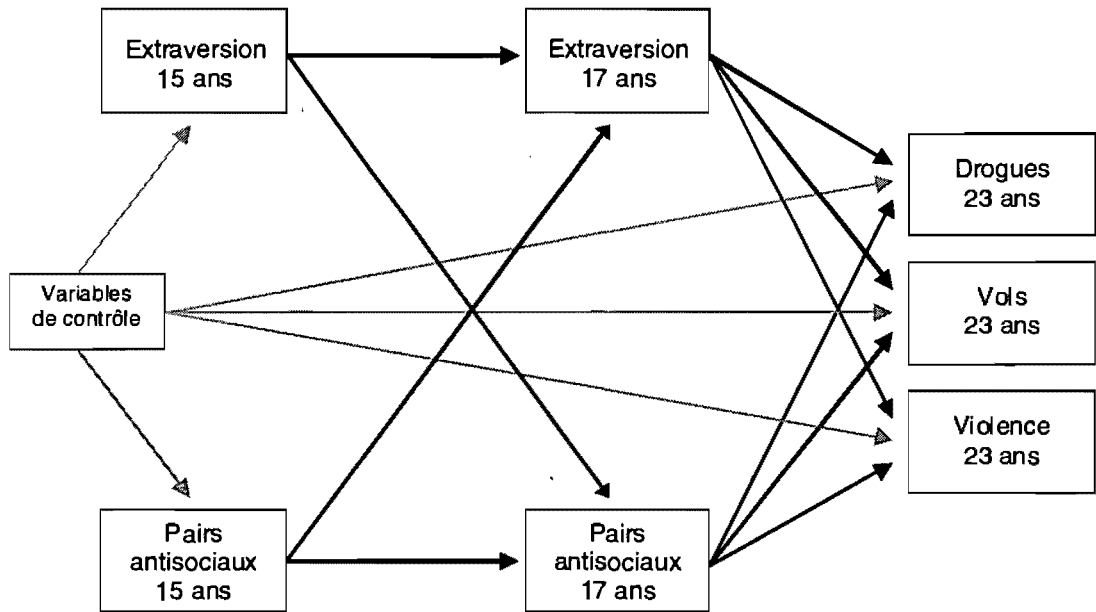 Extraversion
15 ans
Extraversion
17 ans
Drogues
23 ans
Variables
de contrôle
Vols
23 ans
Violence
23 ans
Pairs
antisociaux
15 ans
Pairs
antisociaux
17 ans